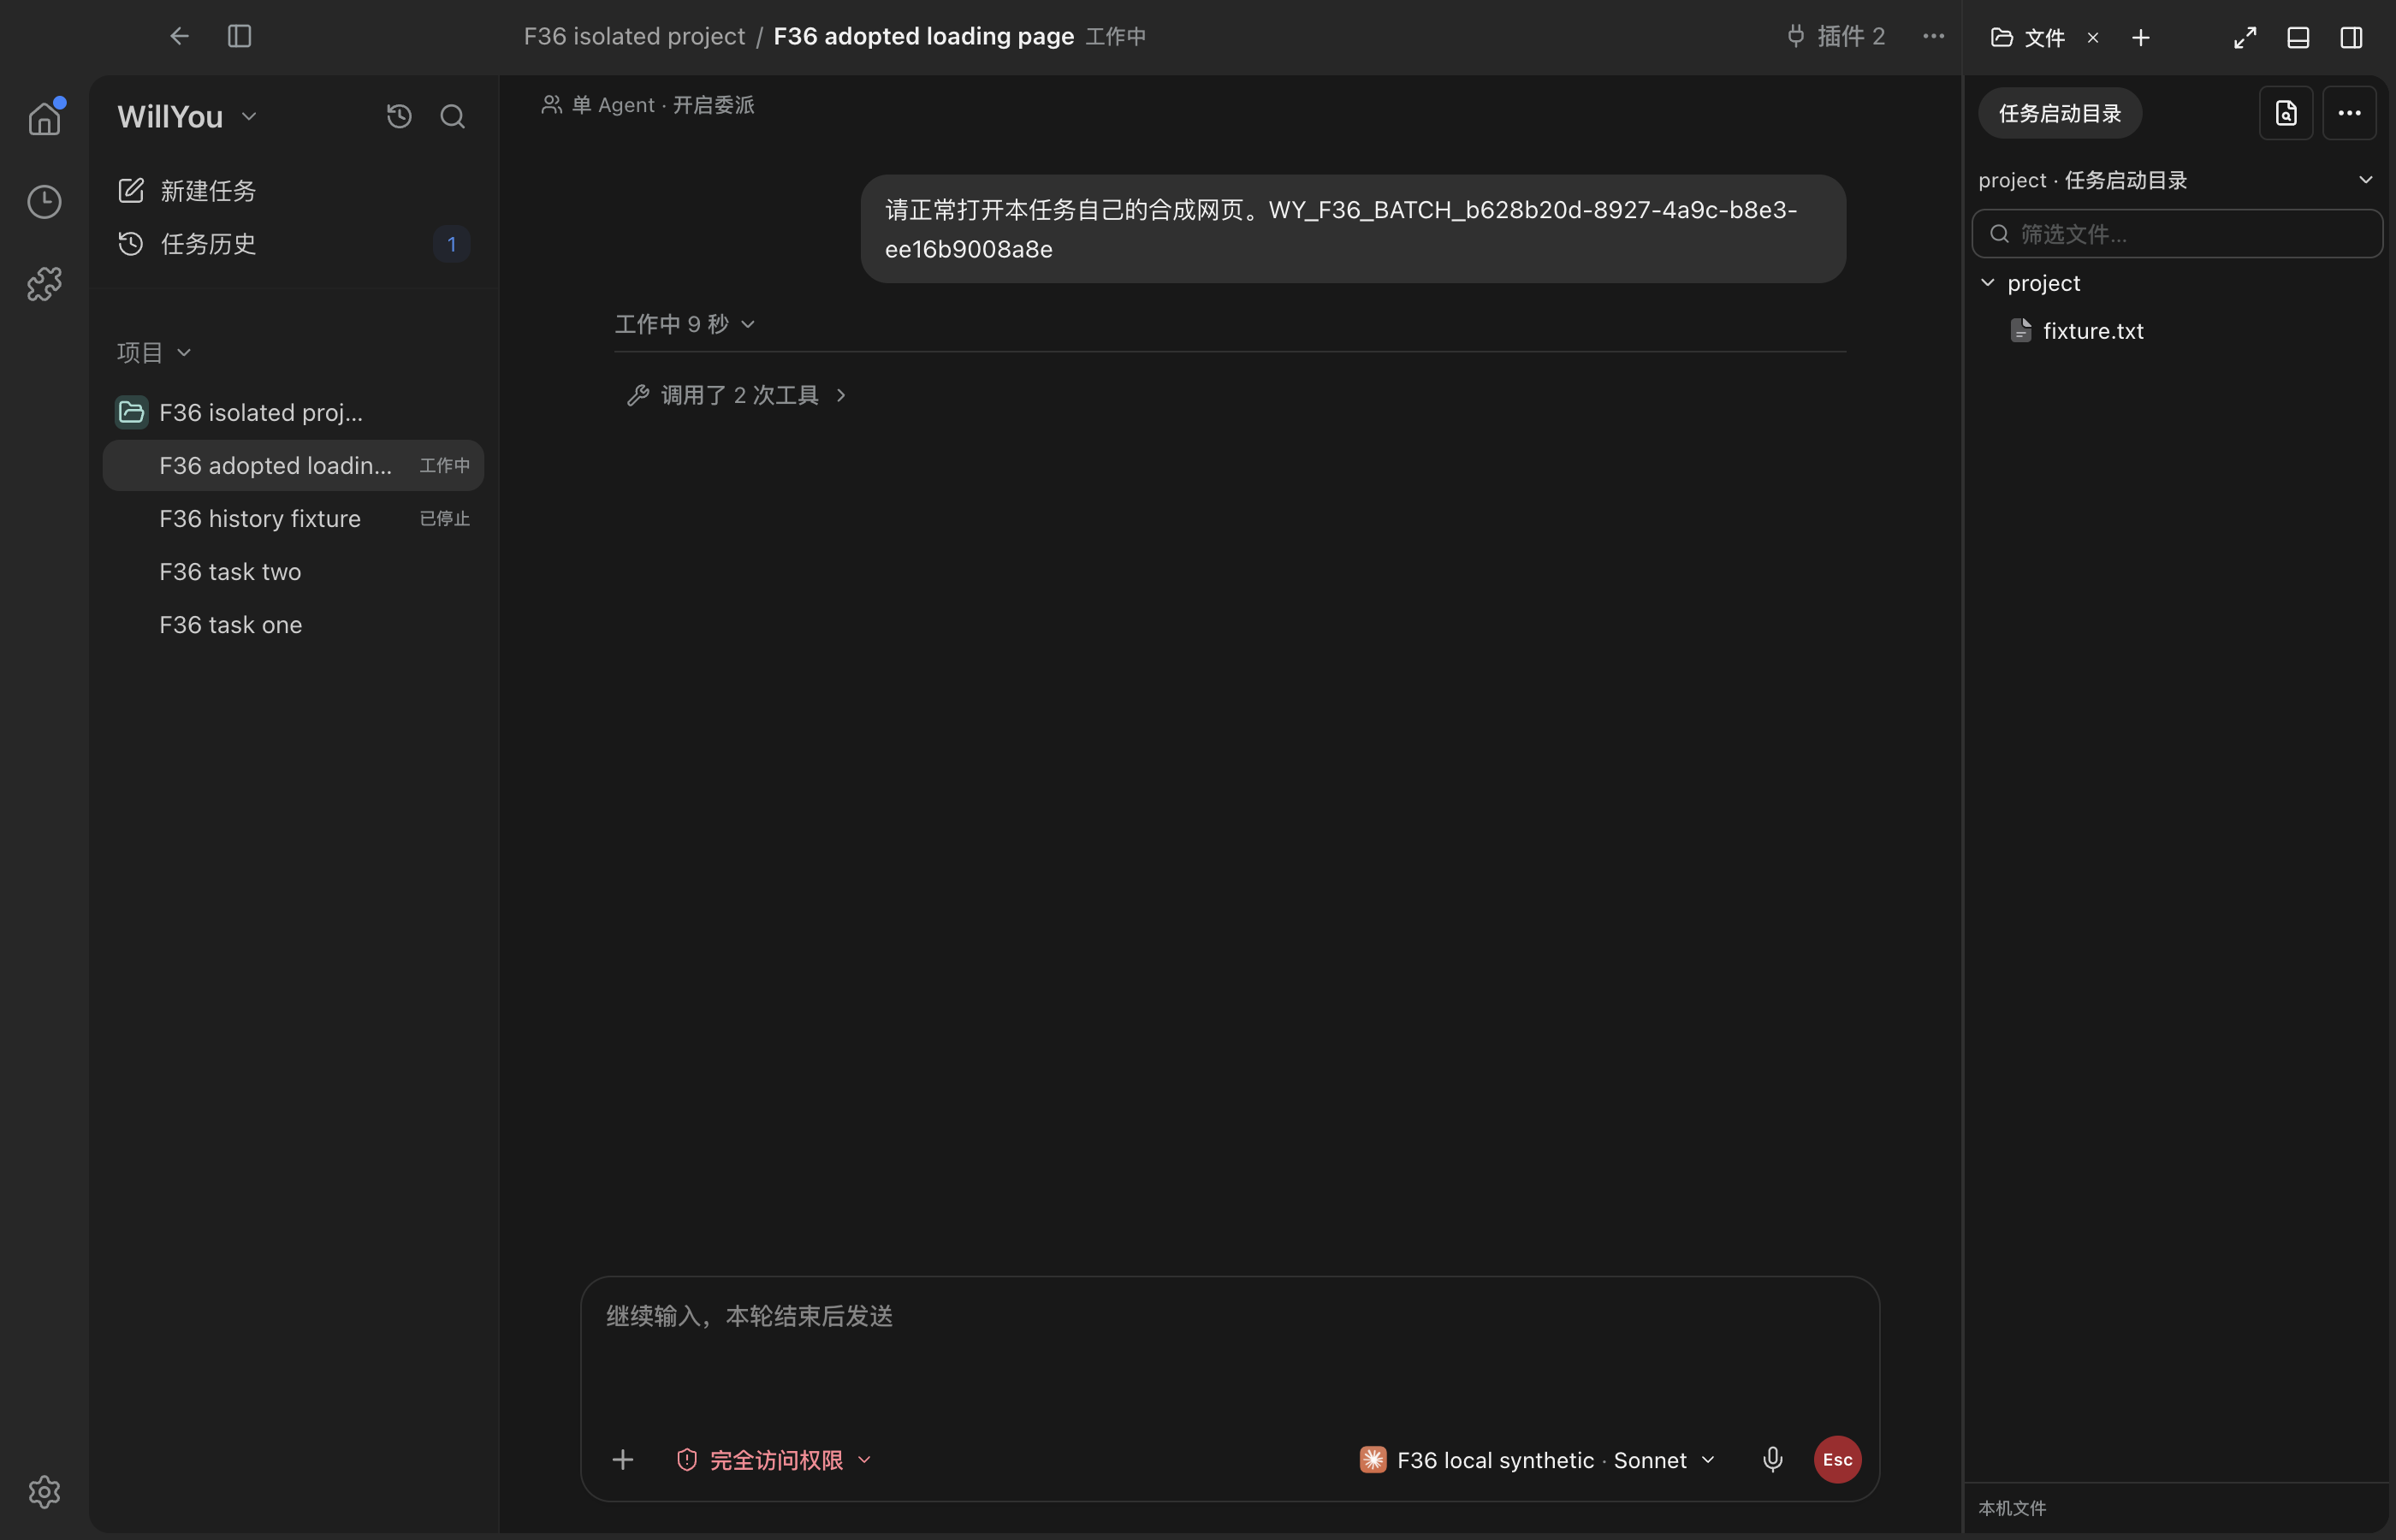 F36 isolated project / F36 adopted loading page 工作中
插件 2
文件
WillYou
新建任务
任务历史 1
项目
F36 isolated proj...
F36 adopted loadin... 工作中
F36 history fixture 已停止
F36 task two
F36 task one
单 Agent · 开启委派
请正常打开本任务自己的合成网页。WY_F36_BATCH_b628b20d-8927-4a9c-b8e3-
ee16b9008a8e
工作中 9 秒
调用了 2 次工具
继续输入，本轮结束后发送
完全访问权限
F36 local synthetic · Sonnet
Esc
任务启动目录
project · 任务启动目录
筛选文件...
project
fixture.txt
本机文件